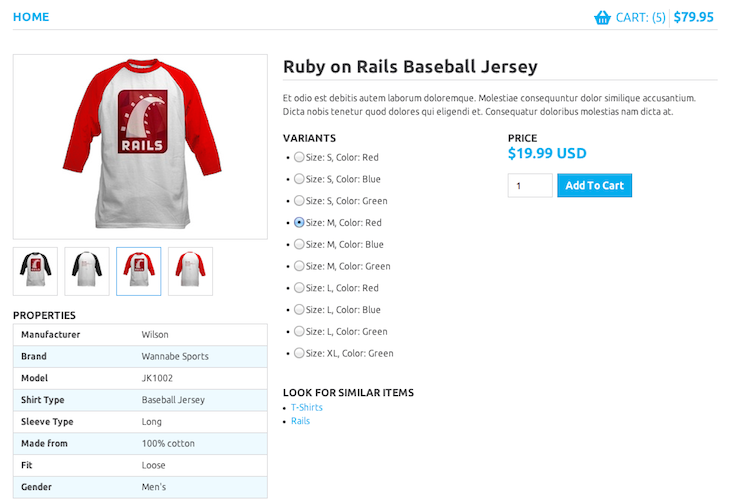 HOME
CART: (5) $79.95
RAILS
Ruby on Rails Baseball Jersey
Et odio est debitis autem laborum doloremque. Molestiae consequuntur dolor similique accusantium.
Dicta nobis tenetur quod dolores qui eligendi et. Consequatur doloribus molestias nam dicta at.
VARIANTS
Size: S, Color: Red
Size: S, Color: Blue
Size: S, Color: Green
Size: M, Color: Red
Size: M, Color: Blue
Size: M, Color: Green
Size: L, Color: Red
Size: L, Color: Blue
Size: L, Color: Green
Size: XL, Color: Green
PRICE
$19.99 USD
1 Add To Cart
LOOK FOR SIMILAR ITEMS
T-Shirts
Rails
PROPERTIES
Manufacturer Wilson
Brand Wannabe Sports
Model JK1002
Shirt Type Baseball Jersey
Sleeve Type Long
Made from 100% cotton
Fit Loose
Gender Men's